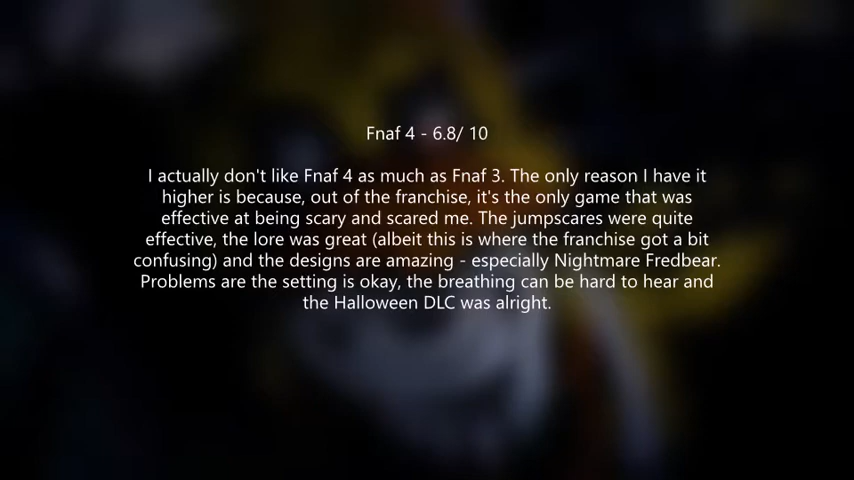 Fnaf 4 - 6.8/ 10
I actually don't like Fnaf 4 as much as Fnaf 3. The only reason I have it
higher is because, out of the franchise, it's the only game that was
effective at being scary and scared me. The jumpscares were quite
effective, the lore was great (albeit this is where the franchise got a bit
confusing) and the designs are amazing - especially Nightmare Fredbear.
Problems are the setting is okay, the breathing can be hard to hear and
the Halloween DLC was alright.